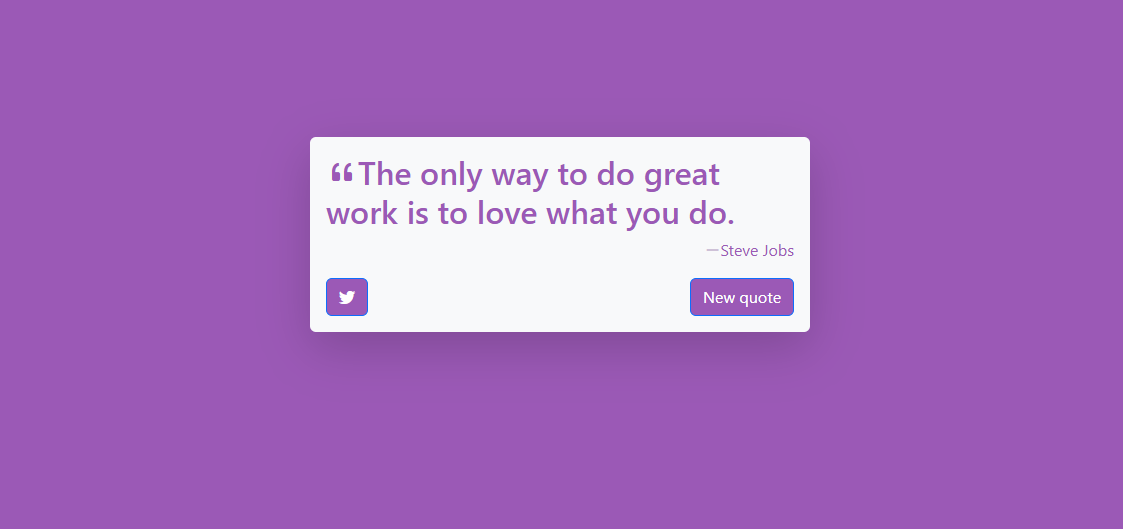 “The only way to do great
work is to love what you do.
—Steve Jobs
New quote